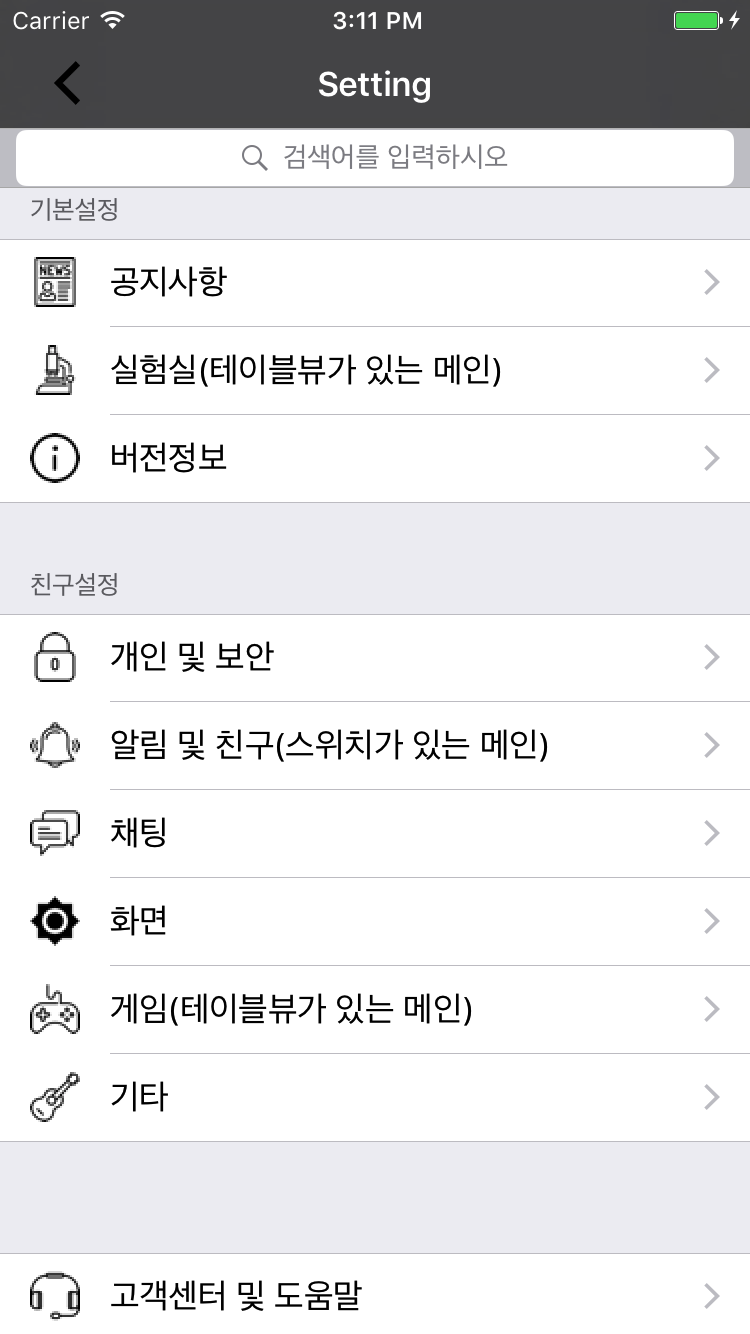 Carrier 3:11 PM
Setting
검색어를 입력하시오
기본설정
NEWS
공지사항
실험실(테이블뷰가 있는 메인)
버전정보
친구설정
개인 및 보안
알림 및 친구(스위치가 있는 메인)
채팅
화면
게임(테이블뷰가 있는 메인)
기타
고객센터 및 도움말